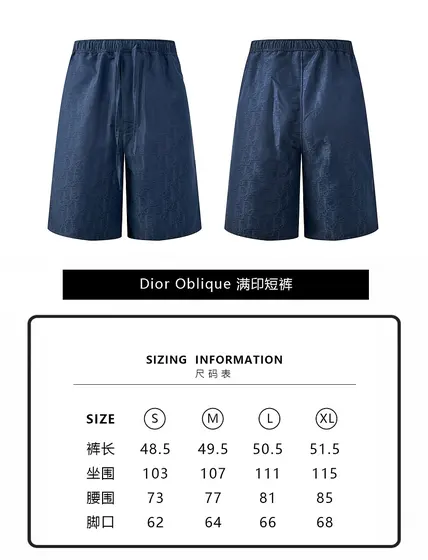 Dior Oblique 满印短裤
SIZING INFORMATION
尺码表
SIZE S M L XL
裤长 48.5 49.5 50.5 51.5
坐围 103 107 111 115
腰围 73 77 81 85
脚口 62 64 66 68